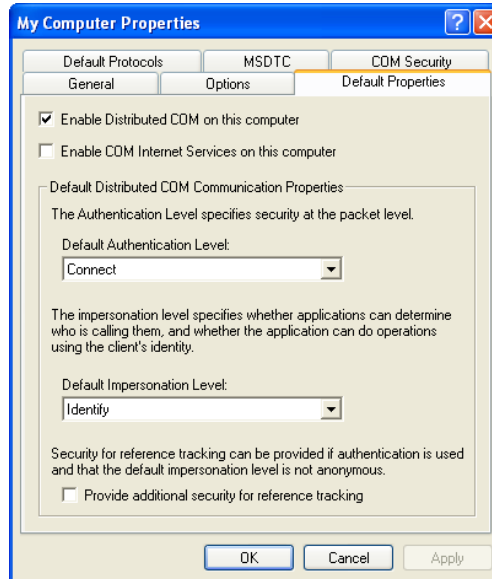 My Computer Properties
Default Protocols MSDTC COM Security
General Options Default Properties
Enable Distributed COM on this computer
Enable COM Internet Services on this computer
Default Distributed COM Communication Properties
The Authentication Level specifies security at the packet level.
Default Authentication Level:
Connect
The impersonation level specifies whether applications can determine
who is calling them, and whether the application can do operations
using the client's identity.
Default Impersonation Level:
Identify
Security for reference tracking can be provided if authentication is used
and that the default impersonation level is not anonymous.
Provide additional security for reference tracking
OK Cancel Apply